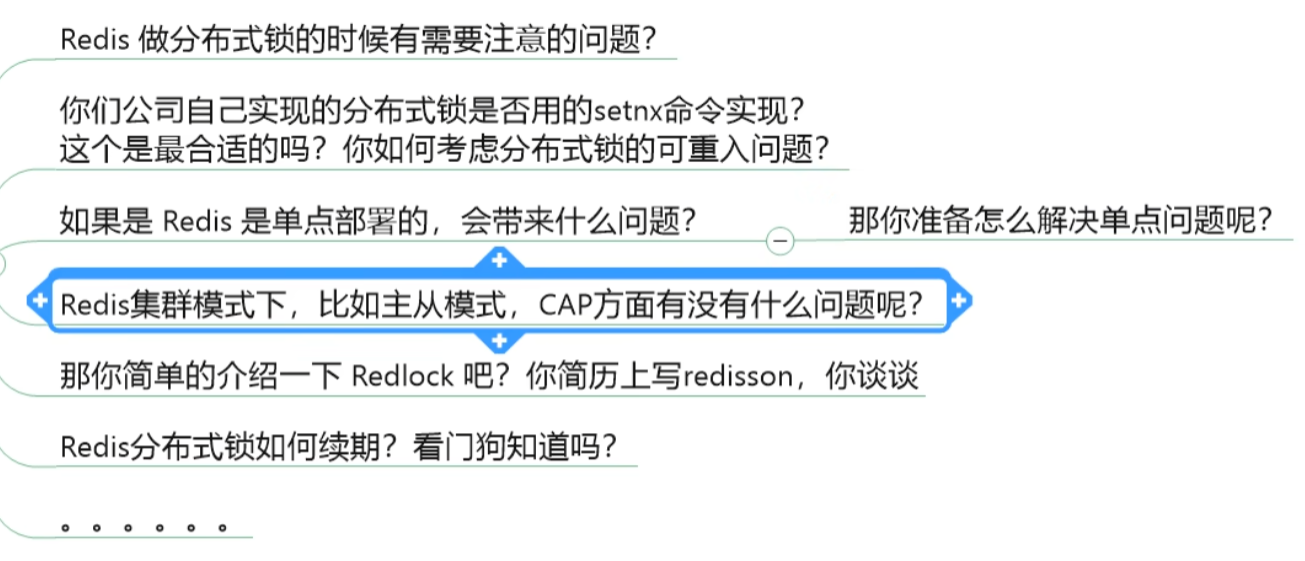 Redis 做分布式锁的时候有需要注意的问题？
你们公司自己实现的分布式锁是否用的setnx命令实现？
这个是最合适的吗？你如何考虑分布式锁的可重入问题？
如果是 Redis 是单点部署的，会带来什么问题？
那你准备怎么解决单点问题呢？
Redis集群模式下，比如主从模式，CAP方面有没有什么问题呢？
那你简单的介绍一下 Redlock 吧？你简历上写redisson，你谈谈
Redis分布式锁如何续期？看门狗知道吗？
。。。。。。